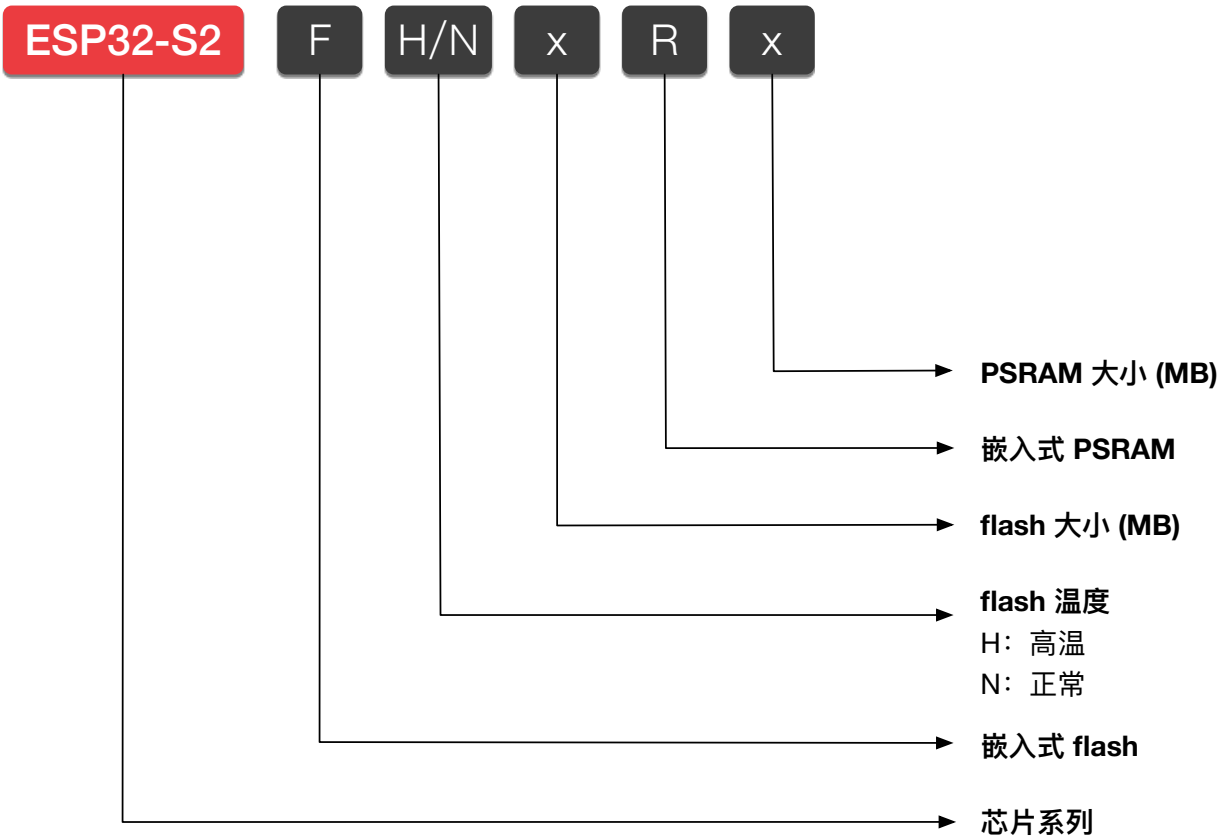 ESP32-S2 F H/N x R x
PSRAM 大小 (MB)
嵌入式 PSRAM
flash 大小 (MB)
flash 温度
H：高温
N：正常
嵌入式 flash
芯片系列